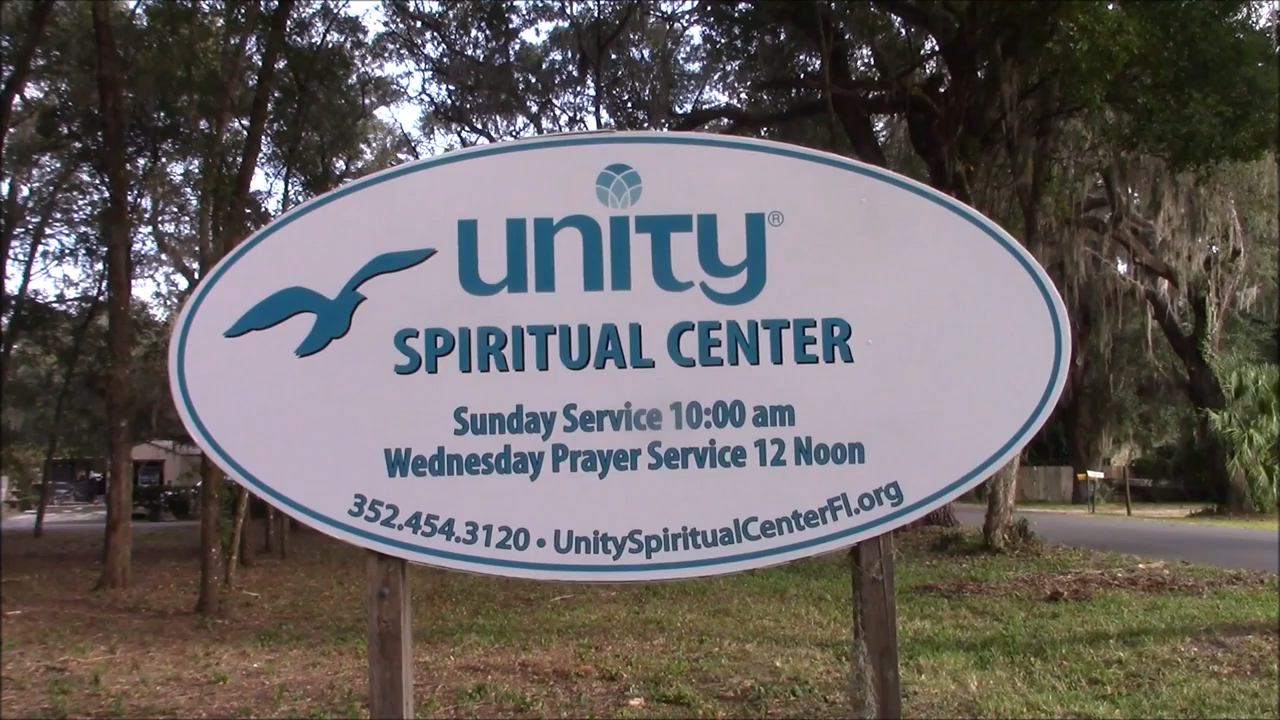 unity®
SPIRITUAL CENTER
Sunday Service 10:00 am
Wednesday Prayer Service 12 Noon
352.454.3120 • UnitySpiritualCenterFl.org